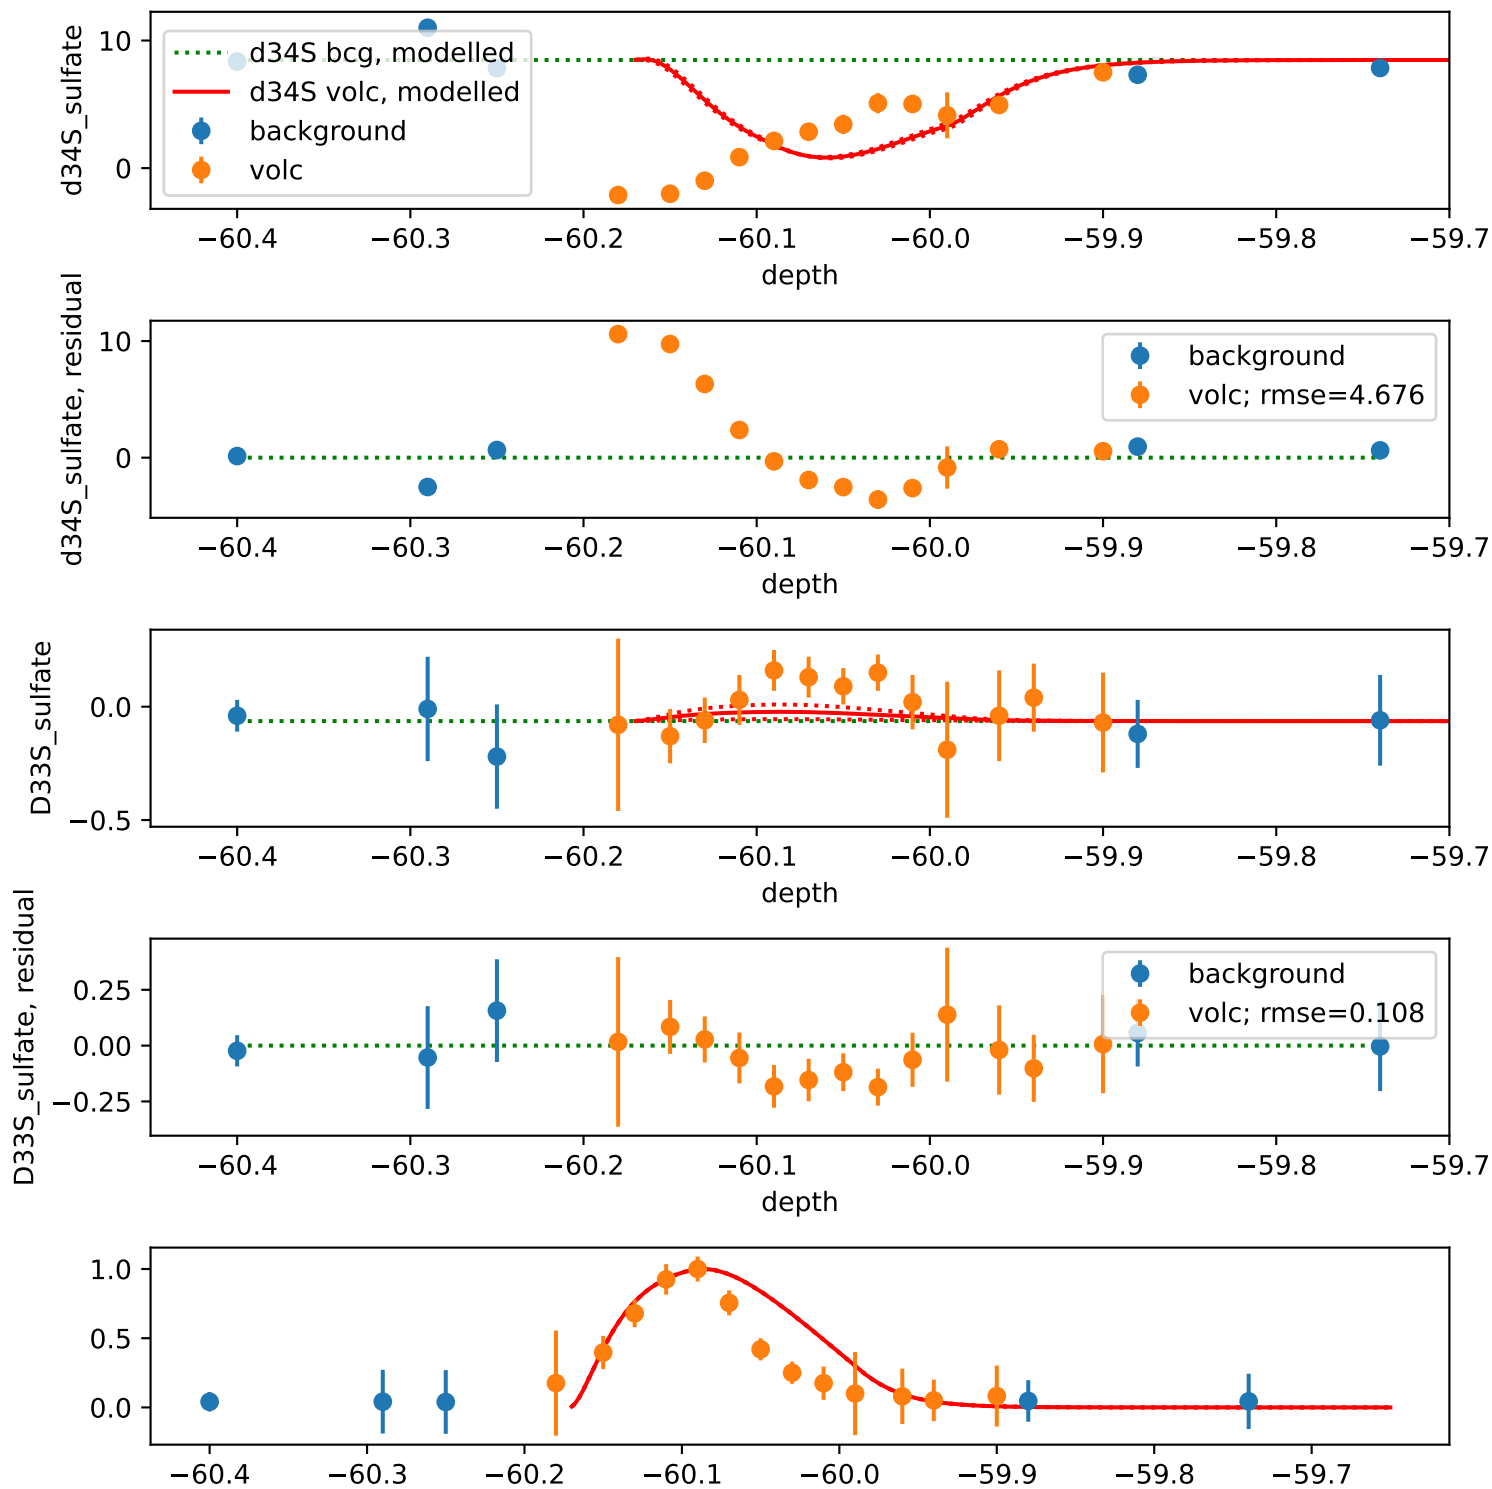 d34S_sulfate
10
0
d34S bcg, modelled
d34S volc, modelled
background
volc
−60.4 −60.3 −60.2 −60.1 −60.0 −59.9 −59.8 −59.7
depth
d34S_sulfate, residual
10
0
background
volc; rmse=4.676
−60.4 −60.3 −60.2 −60.1 −60.0 −59.9 −59.8 −59.7
depth
D33S_sulfate
0.0
−0.5
−60.4 −60.3 −60.2 −60.1 −60.0 −59.9 −59.8 −59.7
depth
D33S_sulfate, residual
0.25
0.00
−0.25
background
volc; rmse=0.108
−60.4 −60.3 −60.2 −60.1 −60.0 −59.9 −59.8 −59.7
depth
1.0
0.5
0.0
−60.4 −60.3 −60.2 −60.1 −60.0 −59.9 −59.8 −59.7